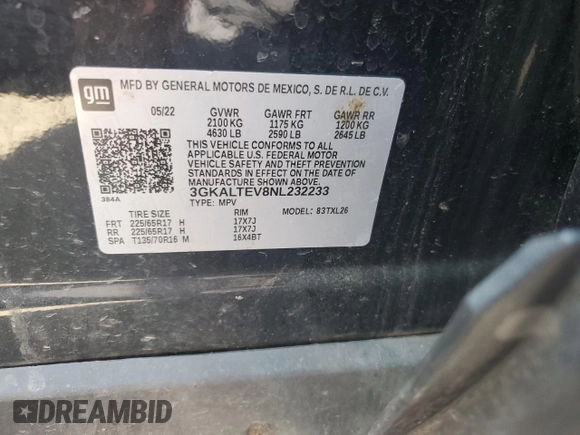 gm
MFD BY GENERAL MOTORS DE MEXICO, S. DE R.L. DE C.V.
05/22 GVWR GAWR FRT GAWR RR
2100 KG 1175 KG 1200 KG
4630 LB 2590 LB 2645 LB
THIS VEHICLE CONFORMS TO ALL
APPLICABLE U.S. FEDERAL MOTOR
VEHICLE SAFETY AND THEFT PREVENTION
STANDARDS IN EFFECT ON THE DATE OF
MANUFACTURE SHOWN ABOVE.
384A
3GKALTEV8NL232233
TYPE: MPV MODEL: 83TXL26
TIRE SIZE RIM
FRT 225/65R17 H 17X7J
RR 225/65R17 H 17X7J
SPA T135/70R16 M 16X4BT
DREAMBID